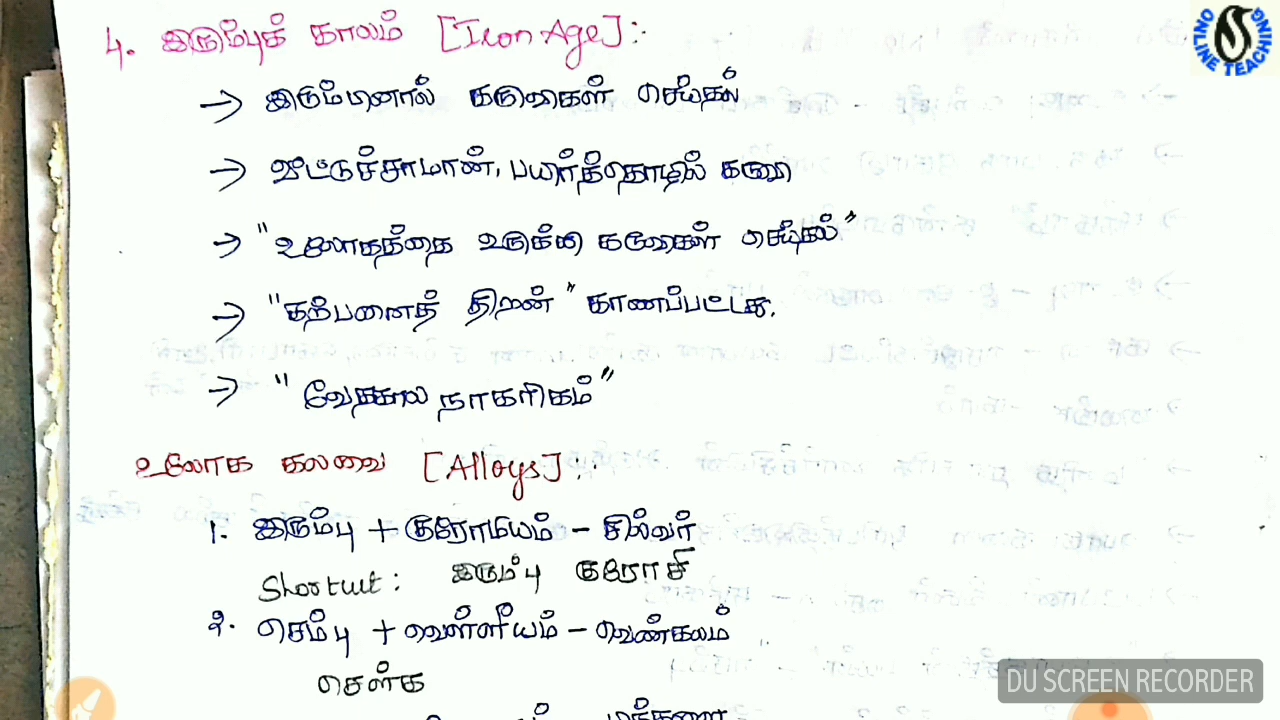 4. இரும்புக் காலம் [Iron Age]:-
→ இரும்பினால் கருவிகள் செய்தல்
→ வீட்டுச்சாமான், பயிர்த்தொழில் கருவி
→ "உலோகத்தை உருக்கி கருவிகள் செய்தல்"
→ "கற்பனைத் திறன்" காணப்பட்டது.
→ "வேதகால நாகரிகம்"
உலோக கலவை [Alloys]:-
1. இரும்பு + குரோமியம் - சில்வர்
Shortcut: இரும்பு குரோசி
2. செம்பு + வெள்ளீயம் - வெண்கலம்
செள்க
ONLINE TEACHING
DU SCREEN RECORDER